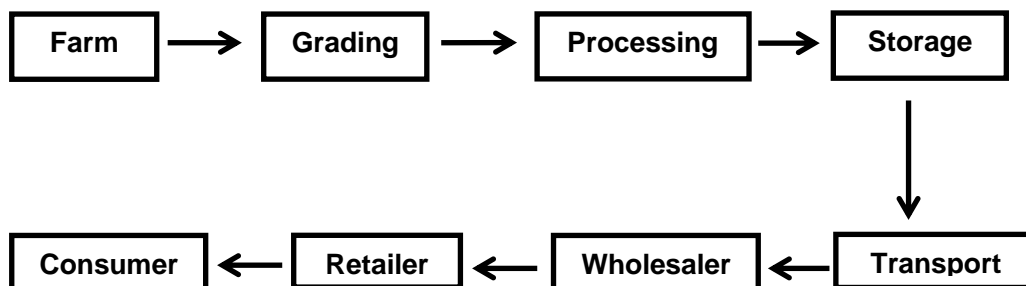 Farm Grading Processing Storage
Consumer Retailer Wholesaler Transport